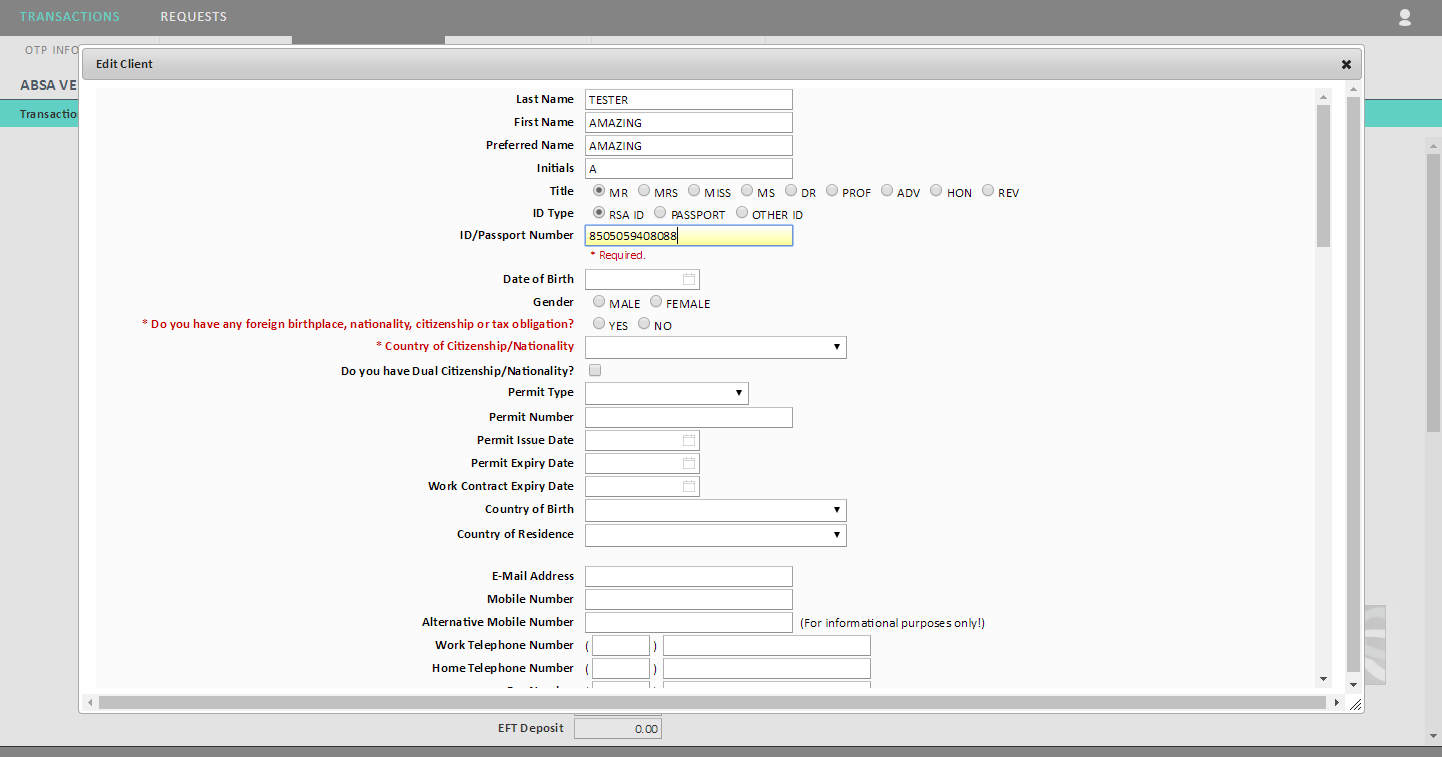 TRANSACTIONS REQUESTS
OTP INFO
Edit Client
ABSA VE
Transactio
Last Name TESTER
First Name AMAZING
Preferred Name AMAZING
Initials A
Title MR MRS MISS MS DR PROF ADV HON REV
ID Type RSA ID PASSPORT OTHER ID
ID/Passport Number 8505059408088
* Required.
Date of Birth
Gender MALE FEMALE
* Do you have any foreign birthplace, nationality, citizenship or tax obligation? YES NO
* Country of Citizenship/Nationality
Do you have Dual Citizenship/Nationality?
Permit Type
Permit Number
Permit Issue Date
Permit Expiry Date
Work Contract Expiry Date
Country of Birth
Country of Residence
E-Mail Address
Mobile Number
Alternative Mobile Number (For informational purposes only!)
Work Telephone Number ( )
Home Telephone Number ( )
EFT Deposit 0.00